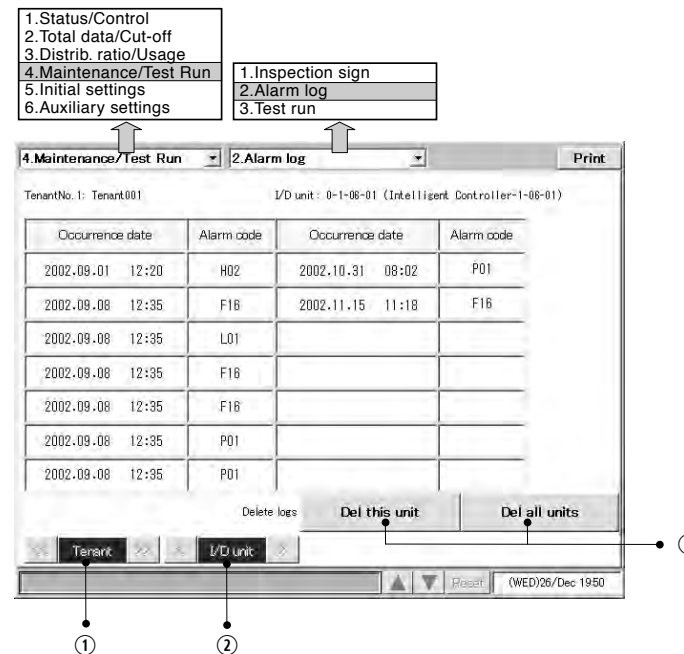 1.Status/Control
2.Total data/Cut-off
3.Distrib. ratio/Usage
4.Maintenance/Test Run
5.Initial settings
6.Auxiliary settings
1.Inspection sign
2.Alarm log
3.Test run
4.Maintenance/Test Run 2.Alarm log Print
TenantNo.1: Tenant001 I/D unit: 0-1-06-01 (Intelligent Controller-1-06-01)
Occurrence date Alarm code Occurrence date Alarm code
2002.09.01 12:20 H02 2002.10.31 08:02 P01
2002.09.08 12:35 F16 2002.11.15 11:18 F16
2002.09.08 12:35 L01
2002.09.08 12:35 F16
2002.09.08 12:35 F16
2002.09.08 12:35 P01
2002.09.08 12:35 P01
Delete logs Del this unit Del all units
<< Tenant >> < I/D unit >
▲ ▼ Reset (WED)26/Dec 19:50
① ②